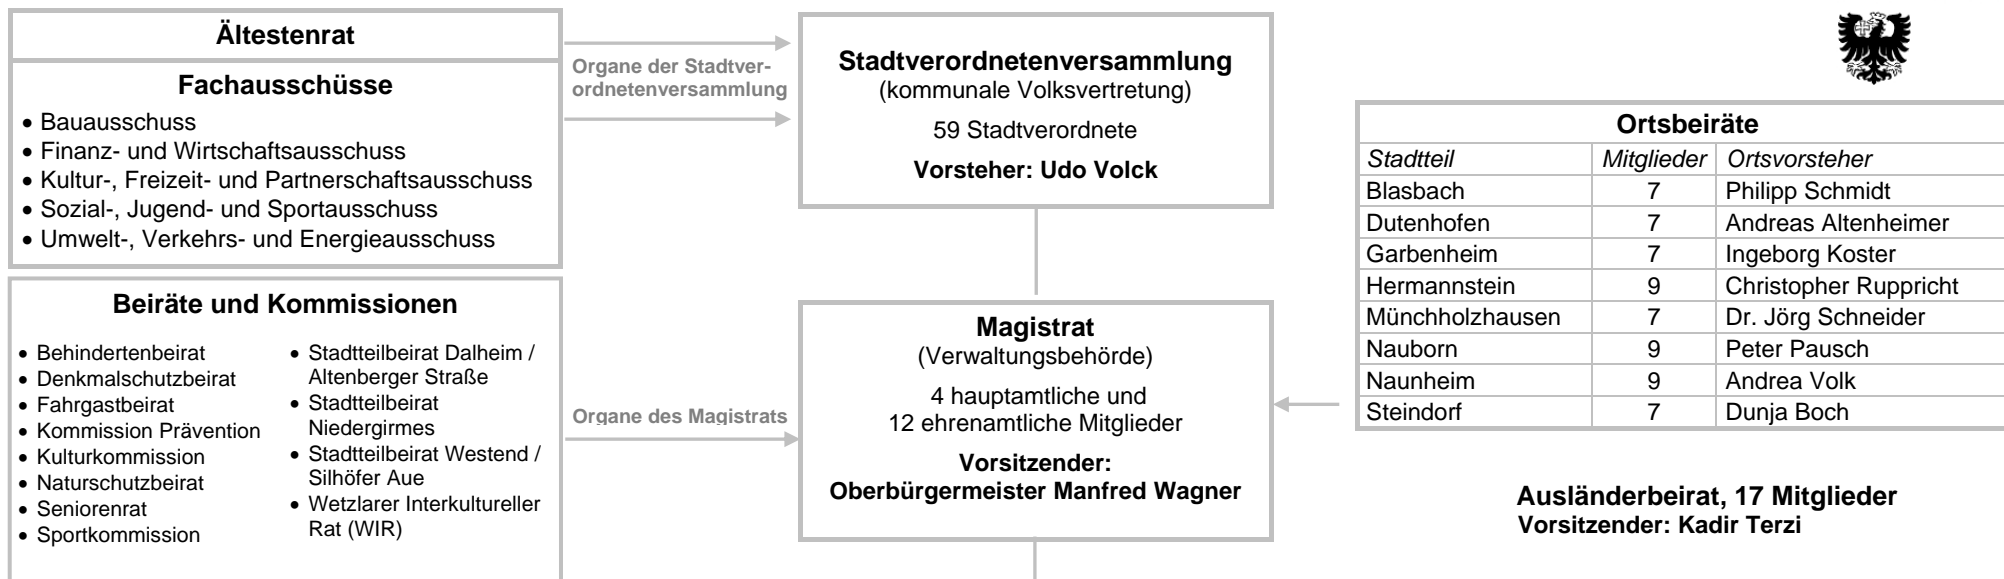 Ältestenrat
Fachausschüsse
• Bauausschuss
• Finanz- und Wirtschaftsausschuss
• Kultur-, Freizeit- und Partnerschaftsausschuss
• Sozial-, Jugend- und Sportausschuss
• Umwelt-, Verkehrs- und Energieausschuss
Organe der Stadtver-
ordnetenversammlung
Stadtverordnetenversammlung
(kommunale Volksvertretung)
59 Stadtverordnete
Vorsteher: Udo Volck
Beiräte und Kommissionen
• Behindertenbeirat
• Denkmalschutzbeirat
• Fahrgastbeirat
• Kommission Prävention
• Kulturkommission
• Naturschutzbeirat
• Seniorenrat
• Sportkommission
• Stadtteilbeirat Dalheim /
Altenberger Straße
• Stadtteilbeirat
Niedergirmes
• Stadtteilbeirat Westend /
Silhöfer Aue
• Wetzlarer Interkultureller
Rat (WIR)
Organe des Magistrats
Magistrat
(Verwaltungsbehörde)
4 hauptamtliche und
12 ehrenamtliche Mitglieder
Vorsitzender:
Oberbürgermeister Manfred Wagner
Ortsbeiräte
Stadtteil Mitglieder Ortsvorsteher
Blasbach 7 Philipp Schmidt
Dutenhofen 7 Andreas Altenheimer
Garbenheim 7 Ingeborg Koster
Hermannstein 9 Christopher Ruppricht
Münchholzhausen 7 Dr. Jörg Schneider
Nauborn 9 Peter Pausch
Naunheim 9 Andrea Volk
Steindorf 7 Dunja Boch
Ausländerbeirat, 17 Mitglieder
Vorsitzender: Kadir Terzi